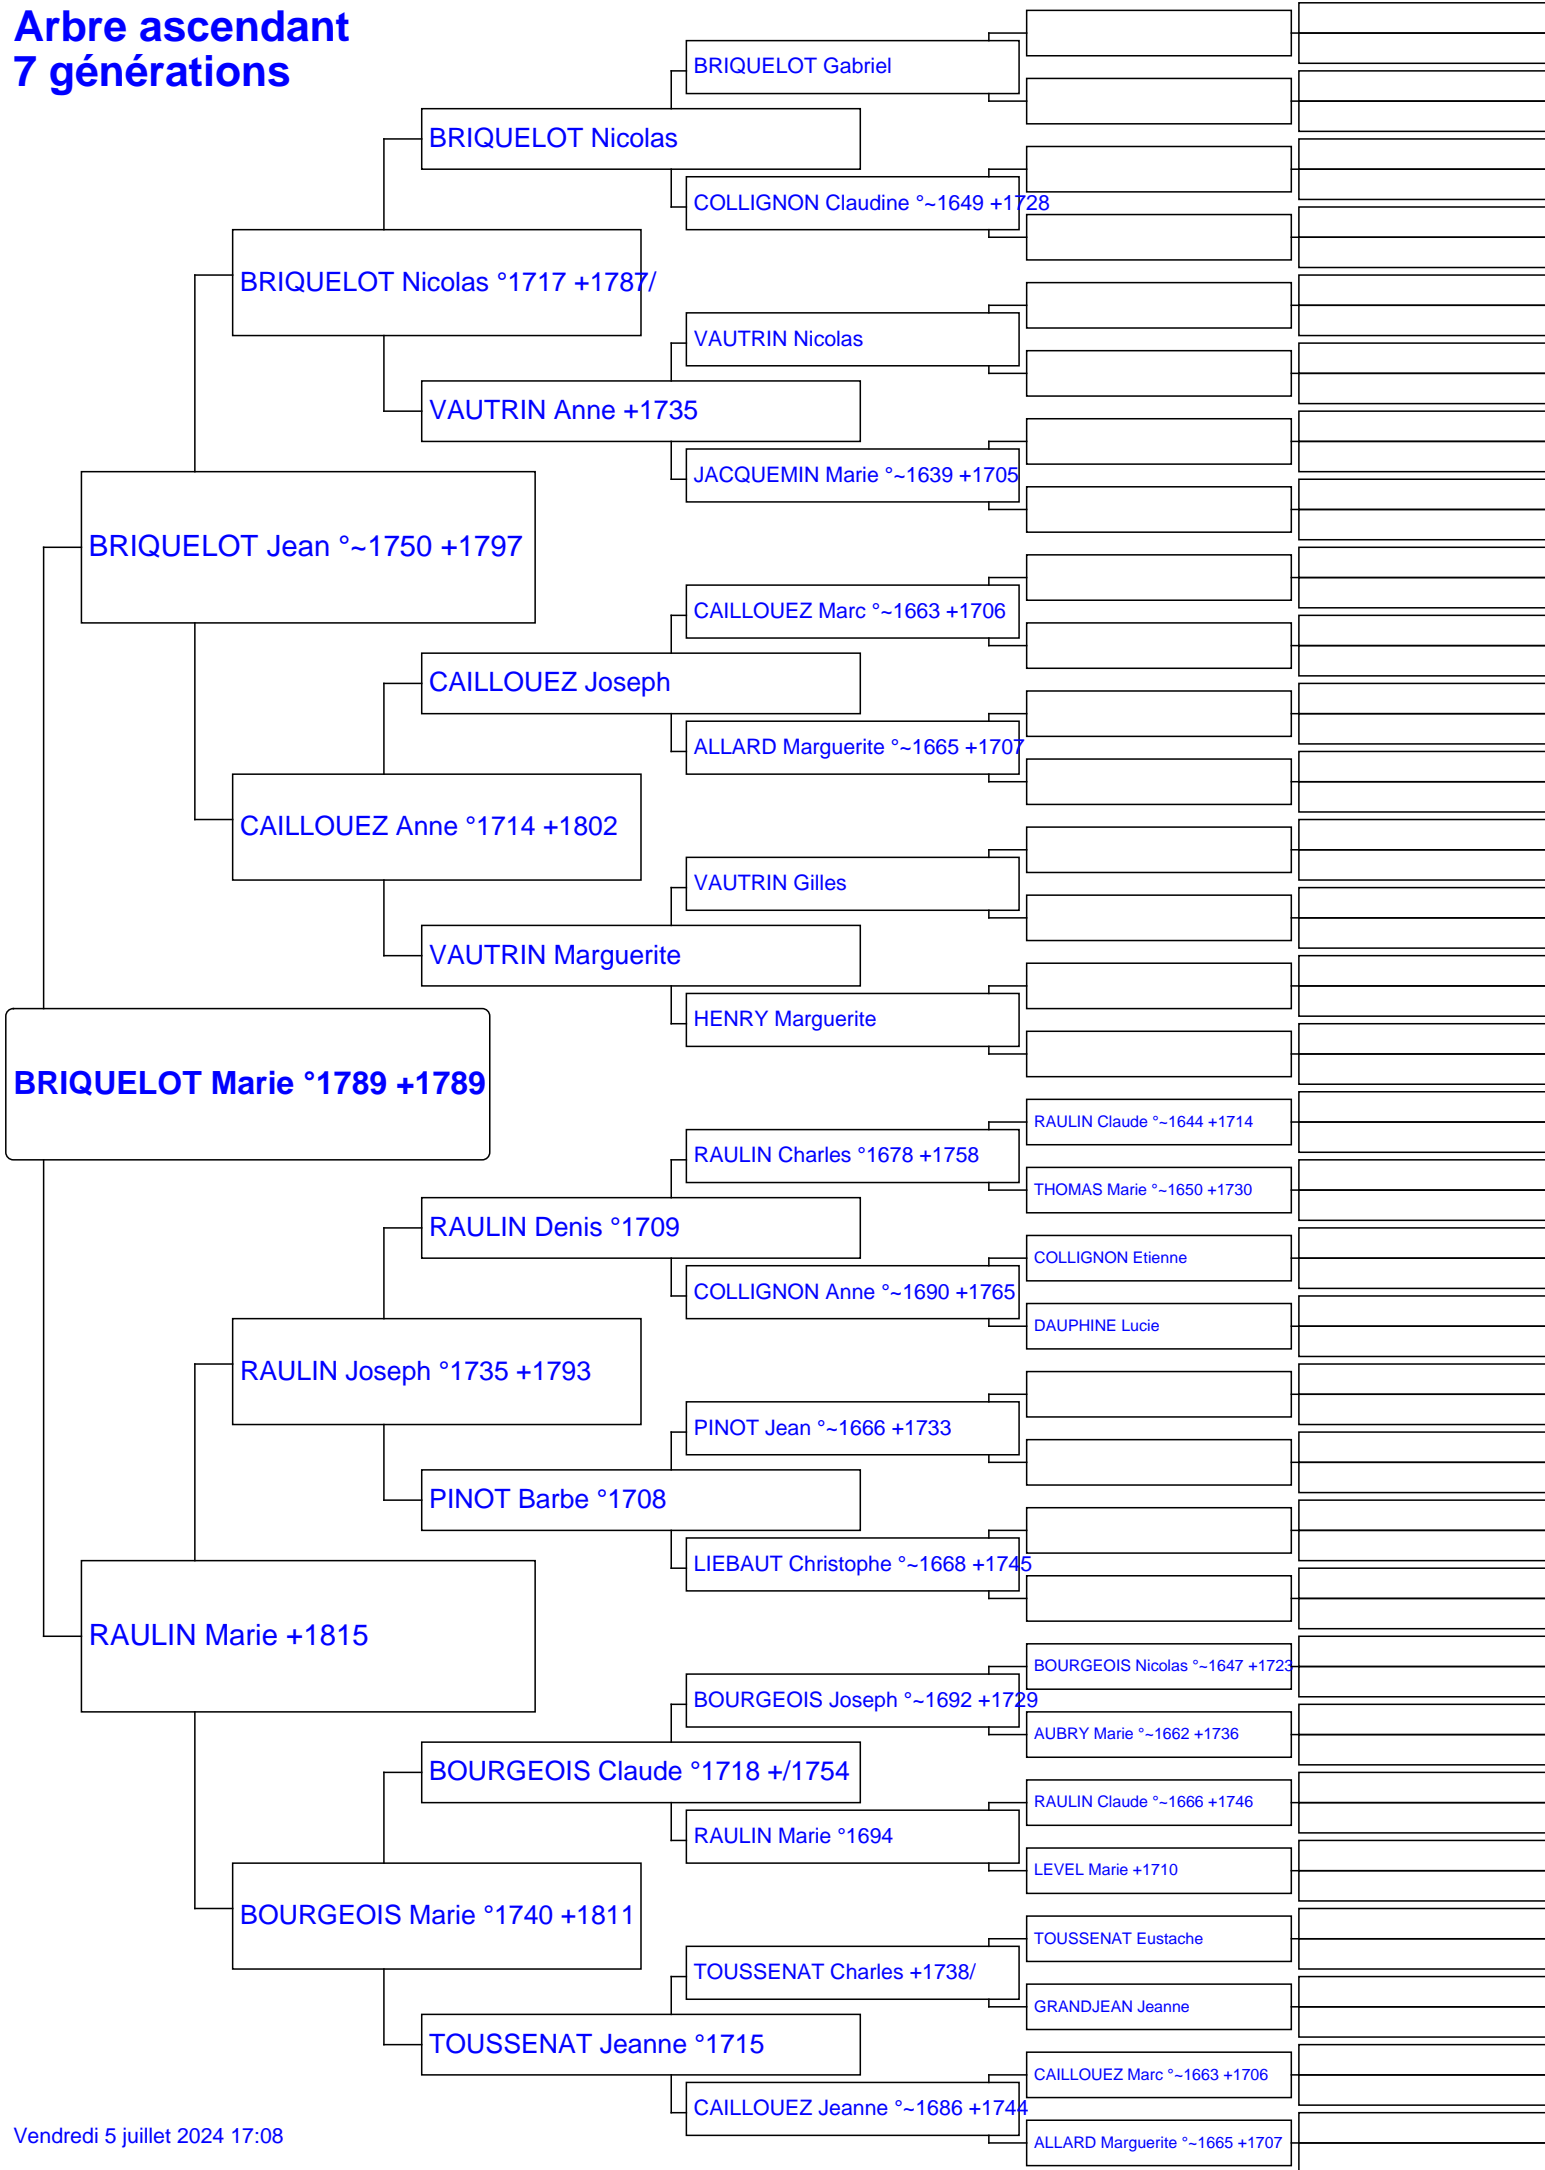 Arbre ascendant
7 générations
BRIQUELOT Gabriel
BRIQUELOT Nicolas
COLLIGNON Claudine °~1649 +1728
BRIQUELOT Nicolas °1717 +1787/
VAUTRIN Nicolas
VAUTRIN Anne +1735
JACQUEMIN Marie °~1639 +1705
BRIQUELOT Jean °~1750 +1797
CAILLOUEZ Marc °~1663 +1706
CAILLOUEZ Joseph
ALLARD Marguerite °~1665 +1707
CAILLOUEZ Anne °1714 +1802
VAUTRIN Gilles
VAUTRIN Marguerite
HENRY Marguerite
BRIQUELOT Marie °1789 +1789
RAULIN Claude °~1644 +1714
RAULIN Charles °1678 +1758
THOMAS Marie °~1650 +1730
RAULIN Denis °1709
COLLIGNON Etienne
COLLIGNON Anne °~1690 +1765
DAUPHINE Lucie
RAULIN Joseph °1735 +1793
PINOT Jean °~1666 +1733
PINOT Barbe °1708
LIEBAUT Christophe °~1668 +1745
RAULIN Marie +1815
BOURGEOIS Nicolas °~1647 +1723
BOURGEOIS Joseph °~1692 +1729
AUBRY Marie °~1662 +1736
BOURGEOIS Claude °1718 +/1754
RAULIN Claude °~1666 +1746
RAULIN Marie °1694
LEVEL Marie +1710
BOURGEOIS Marie °1740 +1811
TOUSSENAT Eustache
TOUSSENAT Charles +1738/
GRANDJEAN Jeanne
TOUSSENAT Jeanne °1715
CAILLOUEZ Marc °~1663 +1706
CAILLOUEZ Jeanne °~1686 +1744
ALLARD Marguerite °~1665 +1707
Vendredi 5 juillet 2024 17:08